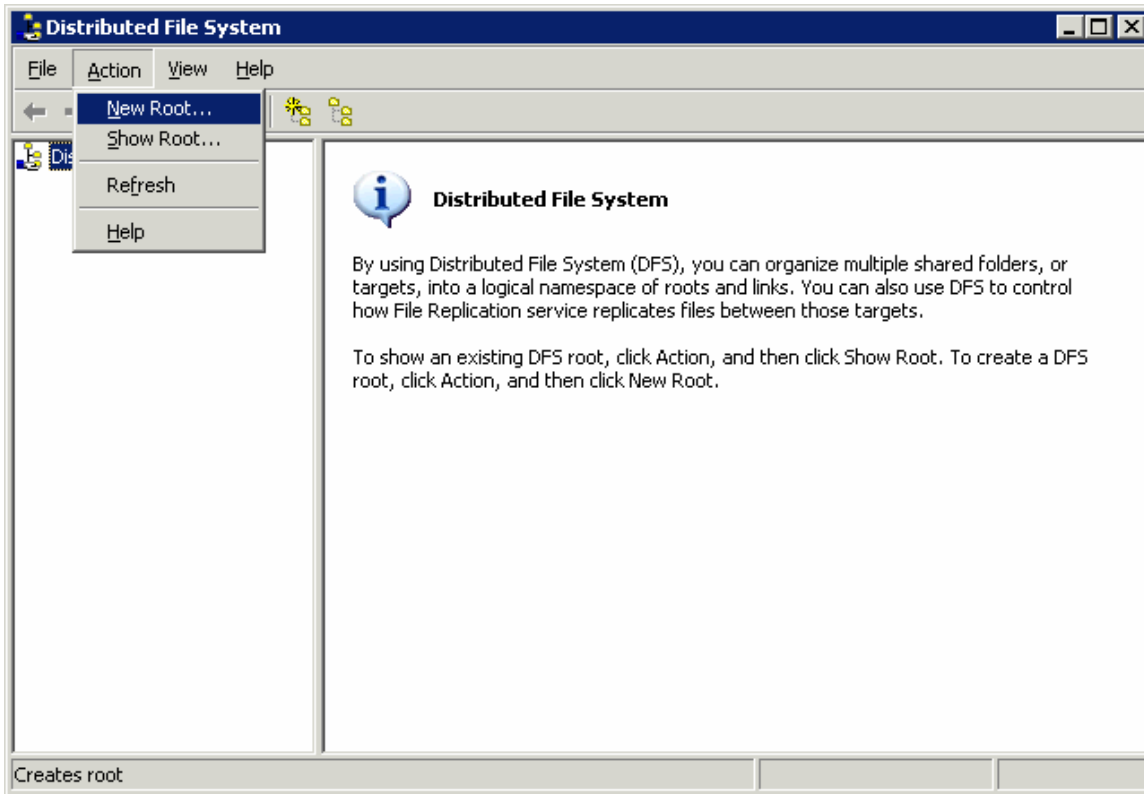 Distributed File System
File Action View Help
New Root...
Show Root...
Refresh
Help
Dis
Distributed File System
By using Distributed File System (DFS), you can organize multiple shared folders, or
targets, into a logical namespace of roots and links. You can also use DFS to control
how File Replication service replicates files between those targets.
To show an existing DFS root, click Action, and then click Show Root. To create a DFS
root, click Action, and then click New Root.
Creates root